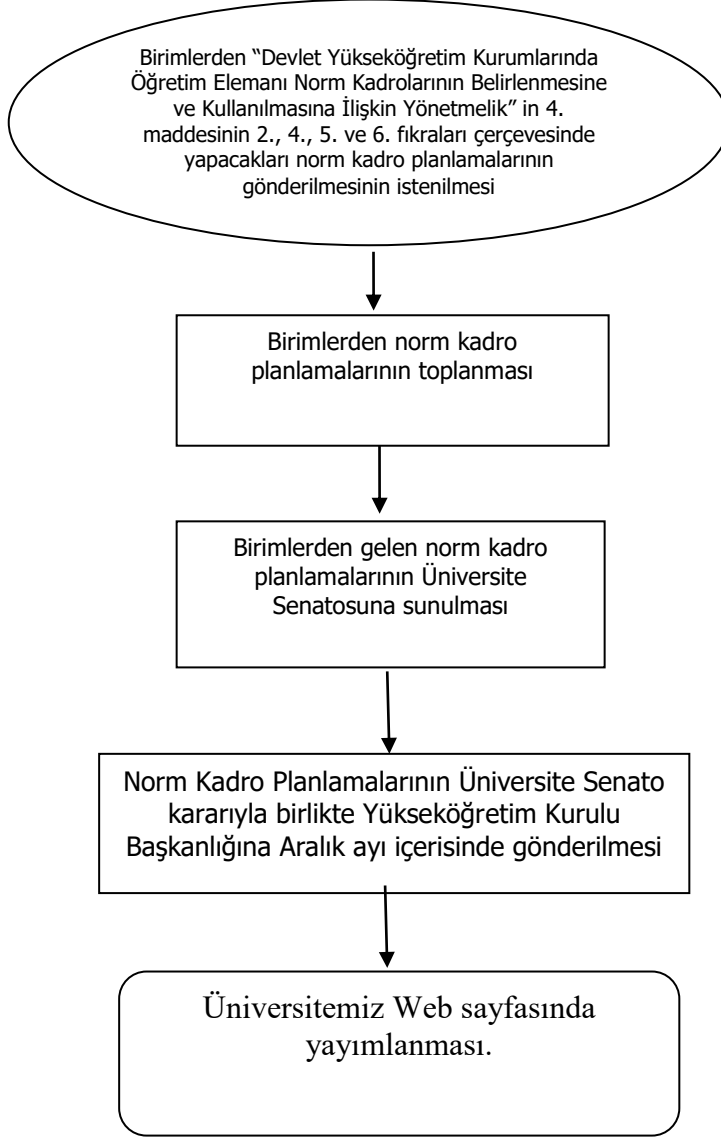 Birimlerden “Devlet Yükseköğretim Kurumlarında
Öğretim Elemanı Norm Kadrolarının Belirlenmesine
ve Kullanılmasına İlişkin Yönetmelik” in 4.
maddesinin 2., 4., 5. ve 6. fıkraları çerçevesinde
yapacakları norm kadro planlamalarının
gönderilmesinin istenilmesi
Birimlerden norm kadro
planlamalarının toplanması
Birimlerden gelen norm kadro
planlamalarının Üniversite
Senatosuna sunulması
Norm Kadro Planlamalarının Üniversite Senato
kararıyla birlikte Yükseköğretim Kurulu
Başkanlığına Aralık ayı içerisinde gönderilmesi
Üniversitemiz Web sayfasında
yayımlanması.